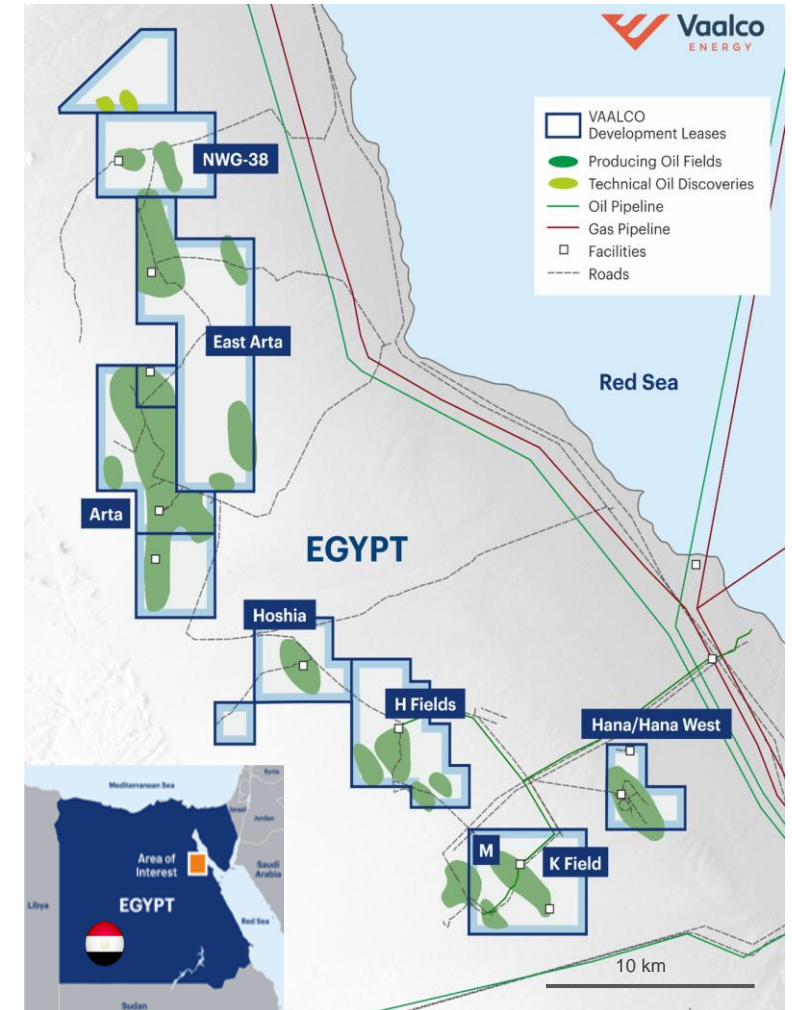 Vaalco
ENERGY
VAALCO
Development Leases
Producing Oil Fields
Technical Oil Discoveries
Oil Pipeline
Gas Pipeline
Facilities
Roads
NWG-38
East Arta
Red Sea
Arta
EGYPT
Hoshia
H Fields
Hana/Hana West
M
K Field
10 km
Mediterranean Sea
Syria
Israel
Jordan
Area of
Interest
Saudi
Arabia
Libya
EGYPT
Red Sea
Sudan